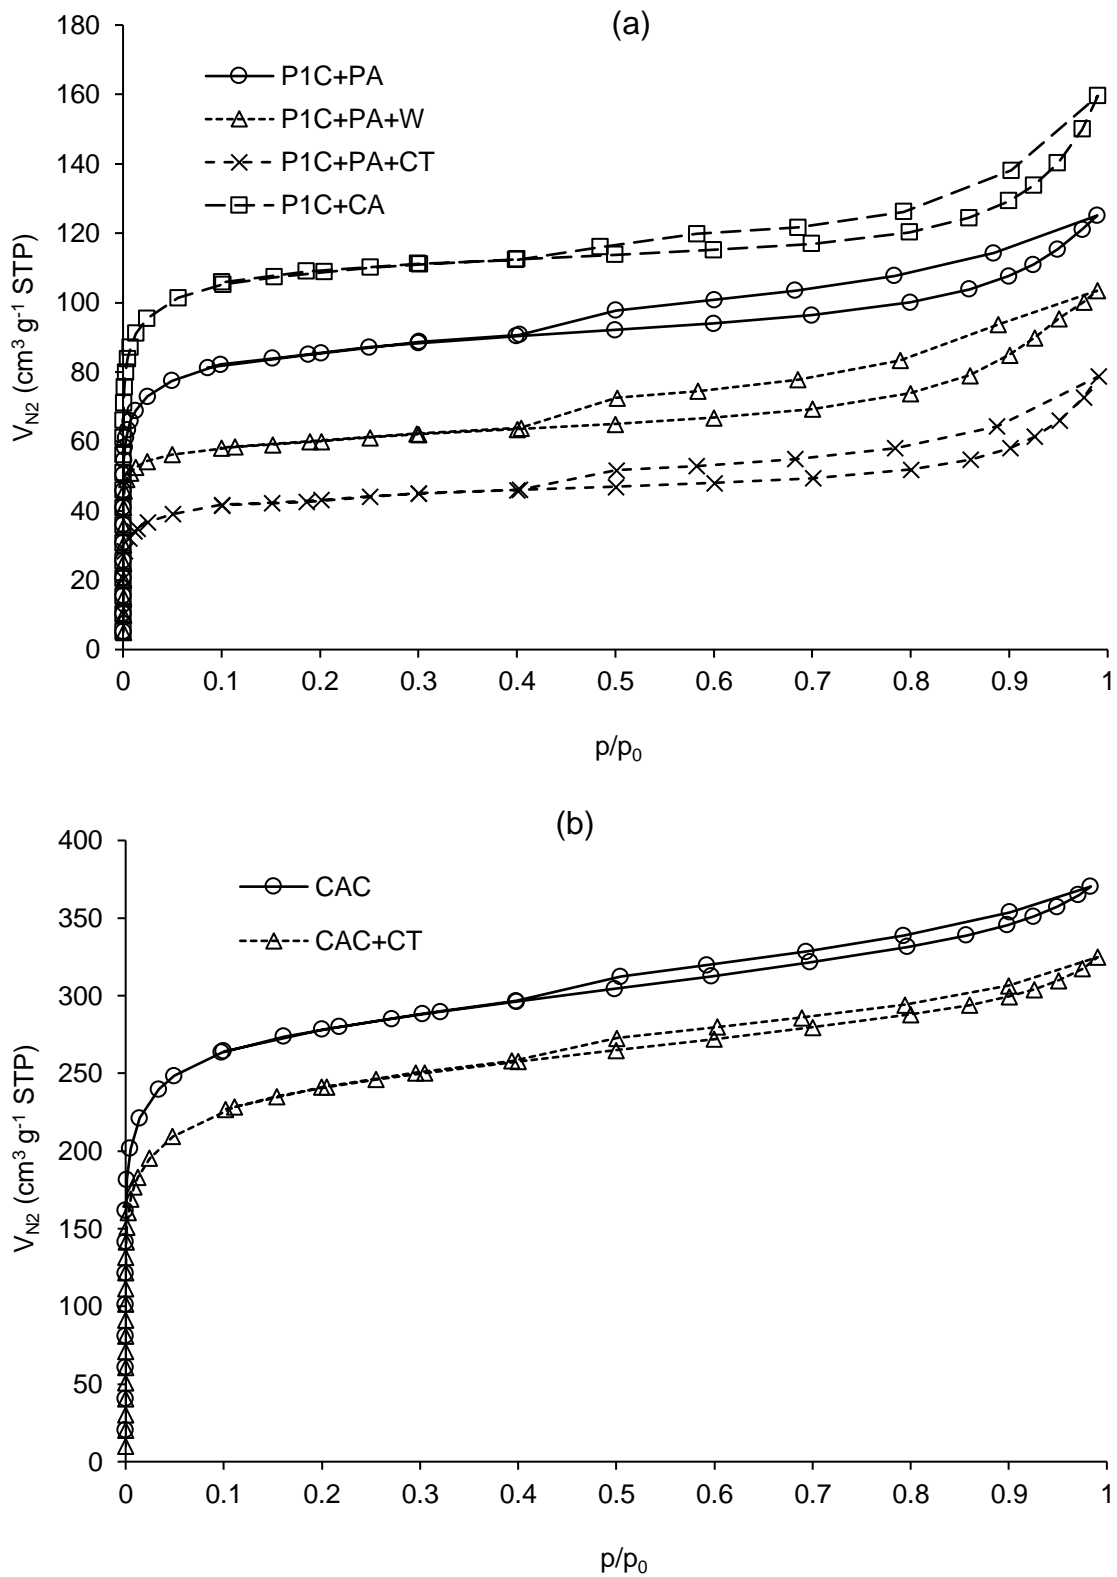 (a)
180
160
140
120
100
80
60
40
20
0
V_N2 (cm³ g⁻¹ STP)
P1C+PA
P1C+PA+W
P1C+PA+CT
P1C+CA
0 0.1 0.2 0.3 0.4 0.5 0.6 0.7 0.8 0.9 1
p/p₀
(b)
400
350
300
250
200
150
100
50
0
V_N2 (cm³ g⁻¹ STP)
CAC
CAC+CT
0 0.1 0.2 0.3 0.4 0.5 0.6 0.7 0.8 0.9 1
p/p₀